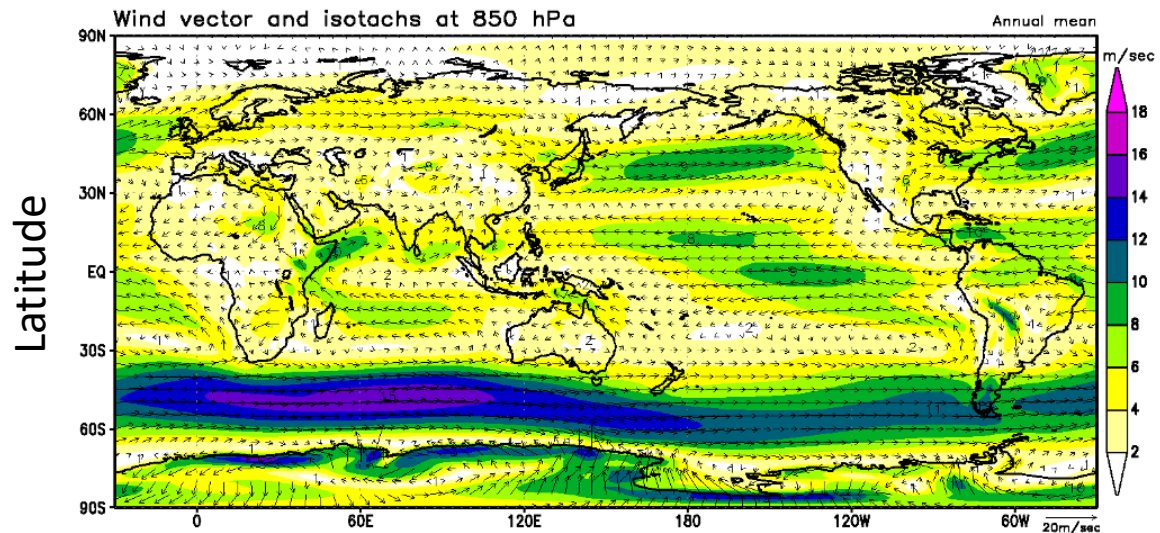 Wind vector and isotachs at 850 hPa
Annual mean
m/sec
Latitude
90N
60N
30N
EQ
30S
60S
90S
18
16
14
12
10
8
6
4
2
0
60E
120E
180
120W
60W
20m/sec